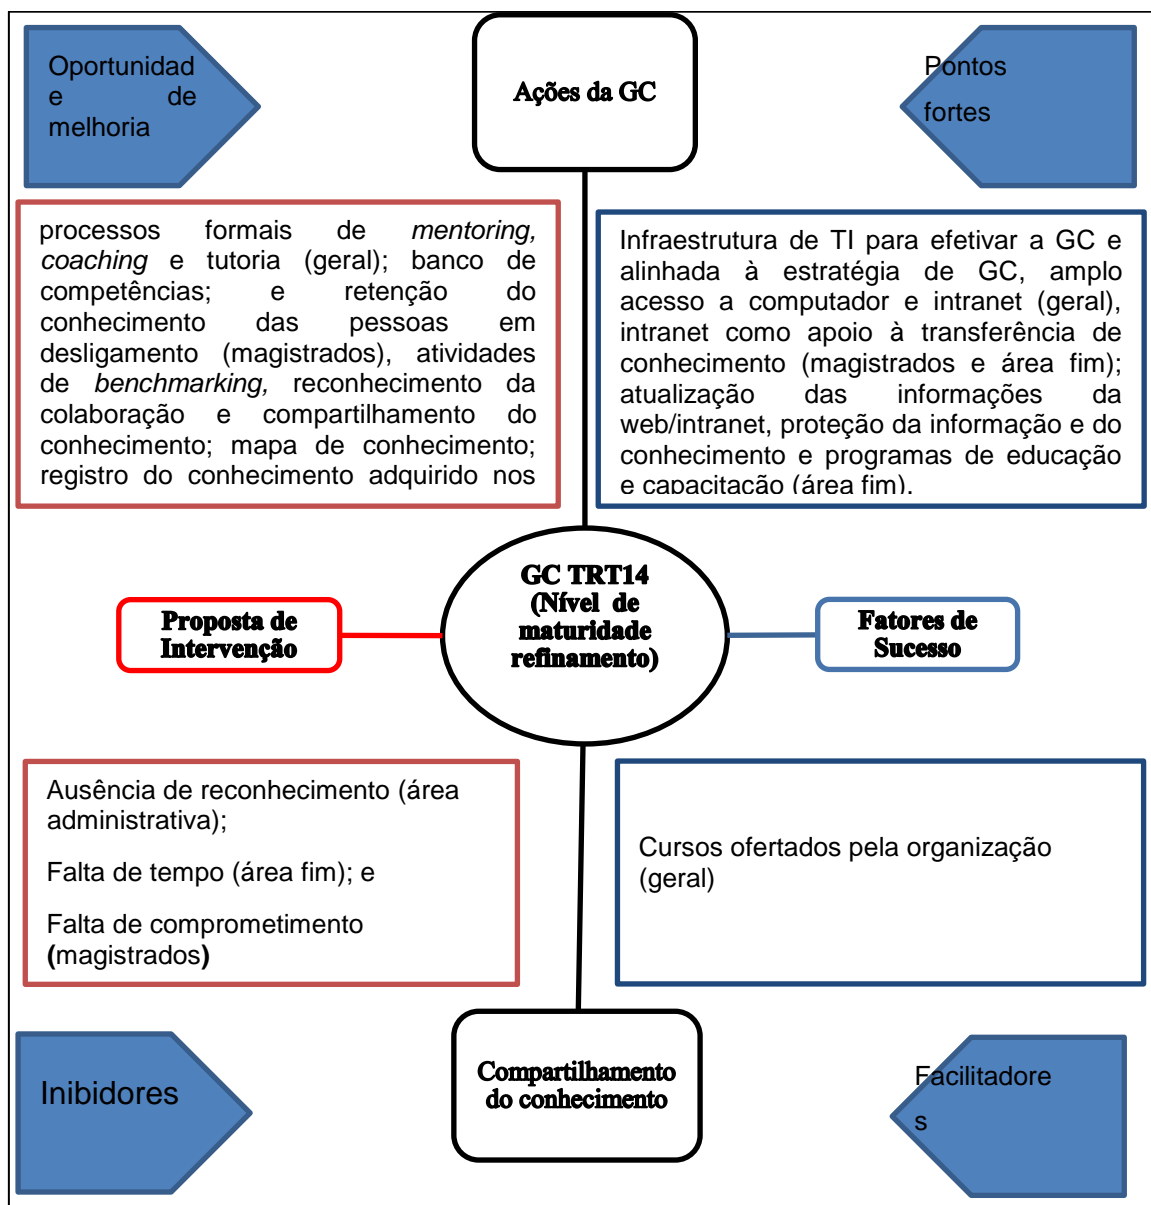 Oportunidad
e de
melhoria
Ações da GC
Pontos
fortes
processos formais de mentoring,
coaching e tutoria (geral); banco de
competências; e retenção do
conhecimento das pessoas em
desligamento (magistrados), atividades
de benchmarking, reconhecimento da
colaboração e compartilhamento do
conhecimento; mapa de conhecimento;
registro do conhecimento adquirido nos
Infraestrutura de TI para efetivar a GC e
alinhada à estratégia de GC, amplo
acesso a computador e intranet (geral),
intranet como apoio à transferência de
conhecimento (magistrados e área fim);
atualização das informações da
web/intranet, proteção da informação e do
conhecimento e programas de educação
e capacitação (área fim).
GC TRT14
(Nível de
maturidade
refinamento)
Proposta de
Intervenção
Fatores de
Sucesso
Ausência de reconhecimento (área
administrativa);
Falta de tempo (área fim); e
Falta de comprometimento
(magistrados)
Cursos ofertados pela organização
(geral)
Inibidores
Compartilhamento
do conhecimento
Facilitadore
s